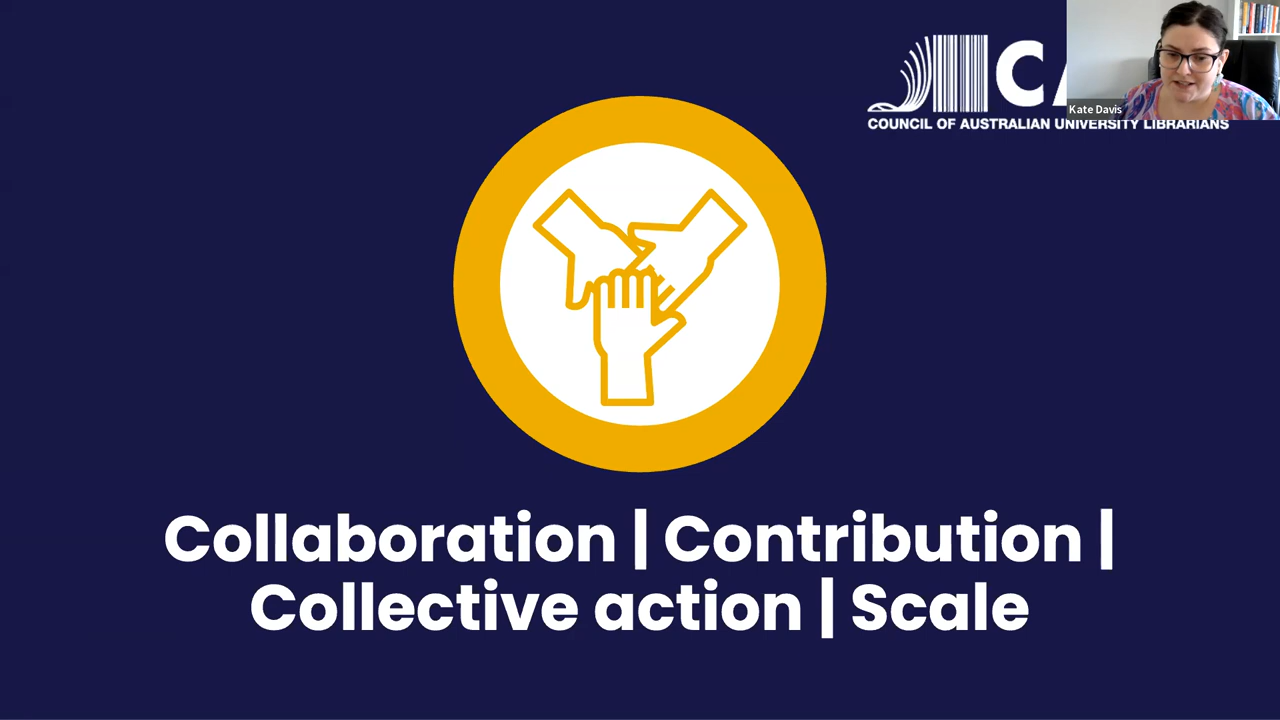 CA
Kate Davis
COUNCIL OF AUSTRALIAN UNIVERSITY LIBRARIANS
Collaboration | Contribution |
Collective action | Scale